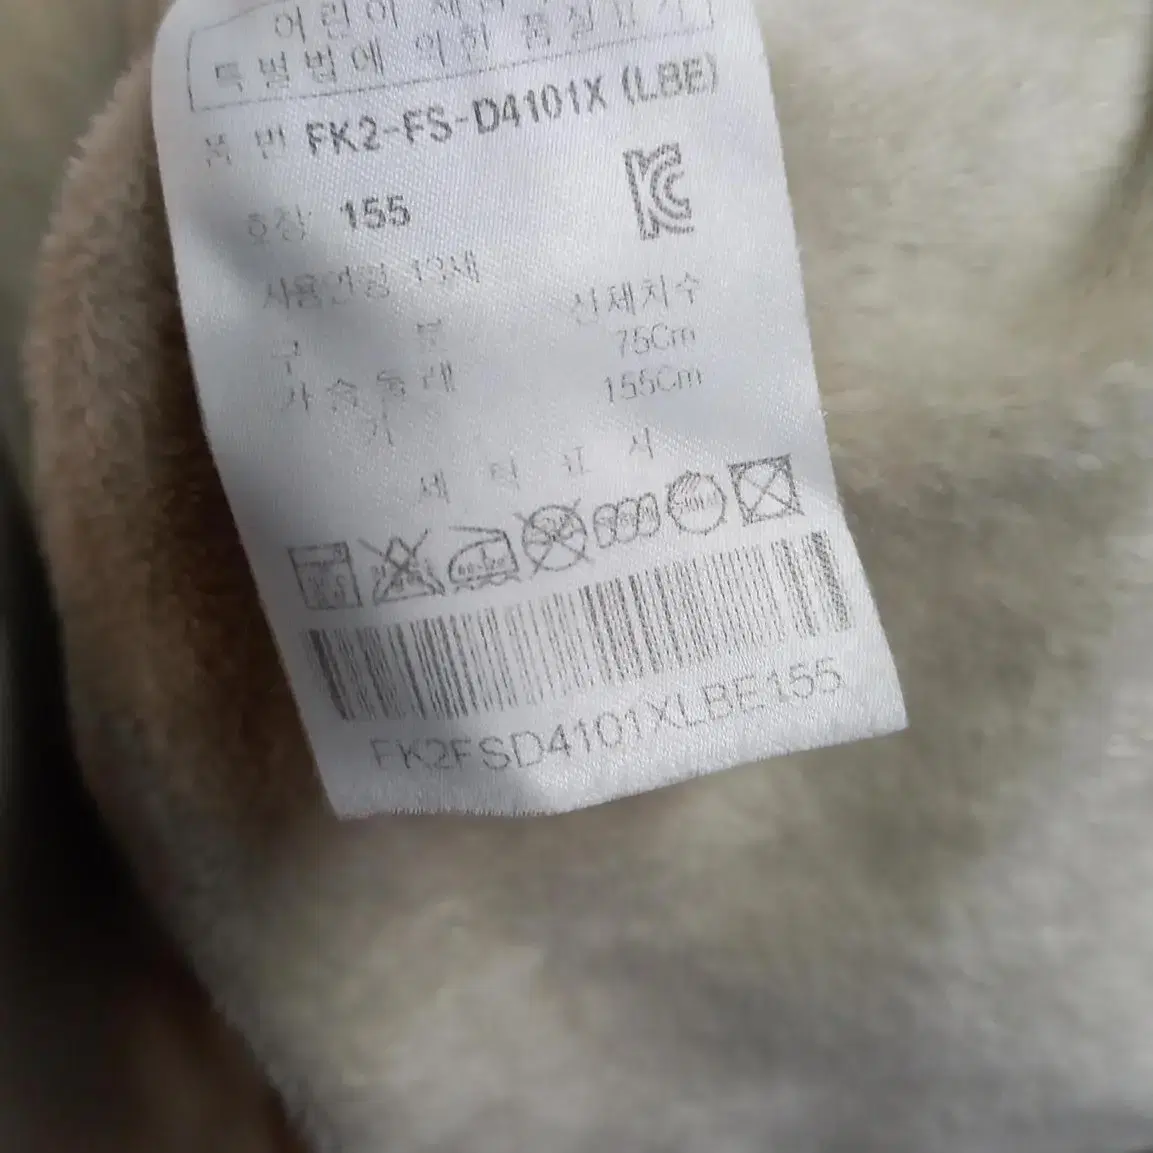 어린이 제품
특별법에 의한 품질표시
품 번 FK2-FS-D4101X (LBE)
호칭 155
사용연령 13세
구 분 신체치수
가슴둘레 75Cm
키 155Cm
세 탁 표 시
FK2FSD4101XLBE155